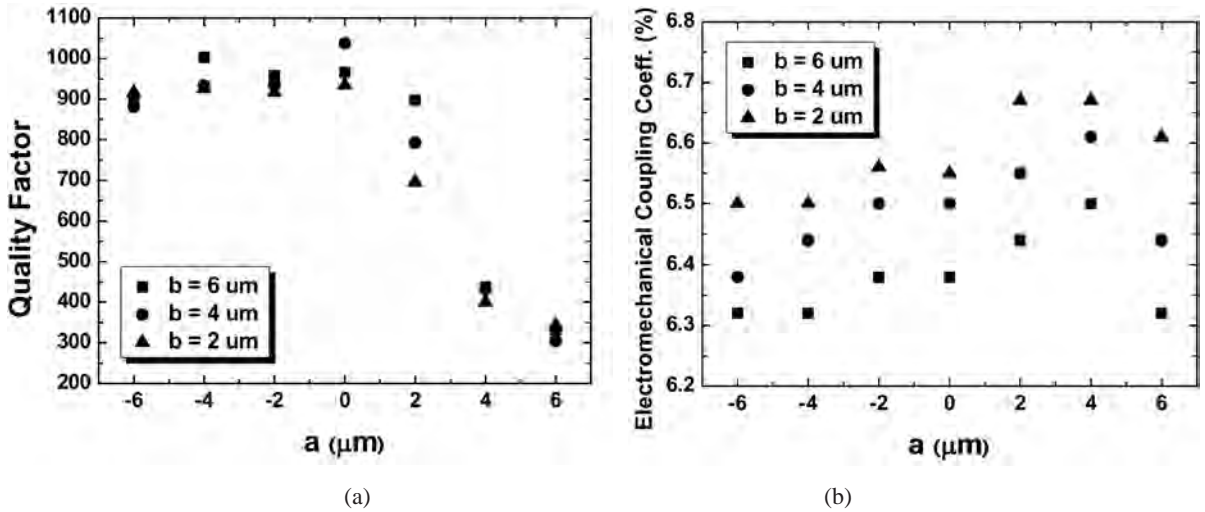 1100
1000
900
800
700
600
500
400
300
200
Quality Factor
b = 6 um
b = 4 um
b = 2 um
-6 -4 -2 0 2 4 6
a (μm)
(a)
6.8
6.7
6.6
6.5
6.4
6.3
6.2
Electromechanical Coupling Coeff. (%)
b = 6 um
b = 4 um
b = 2 um
-6 -4 -2 0 2 4 6
a (μm)
(b)